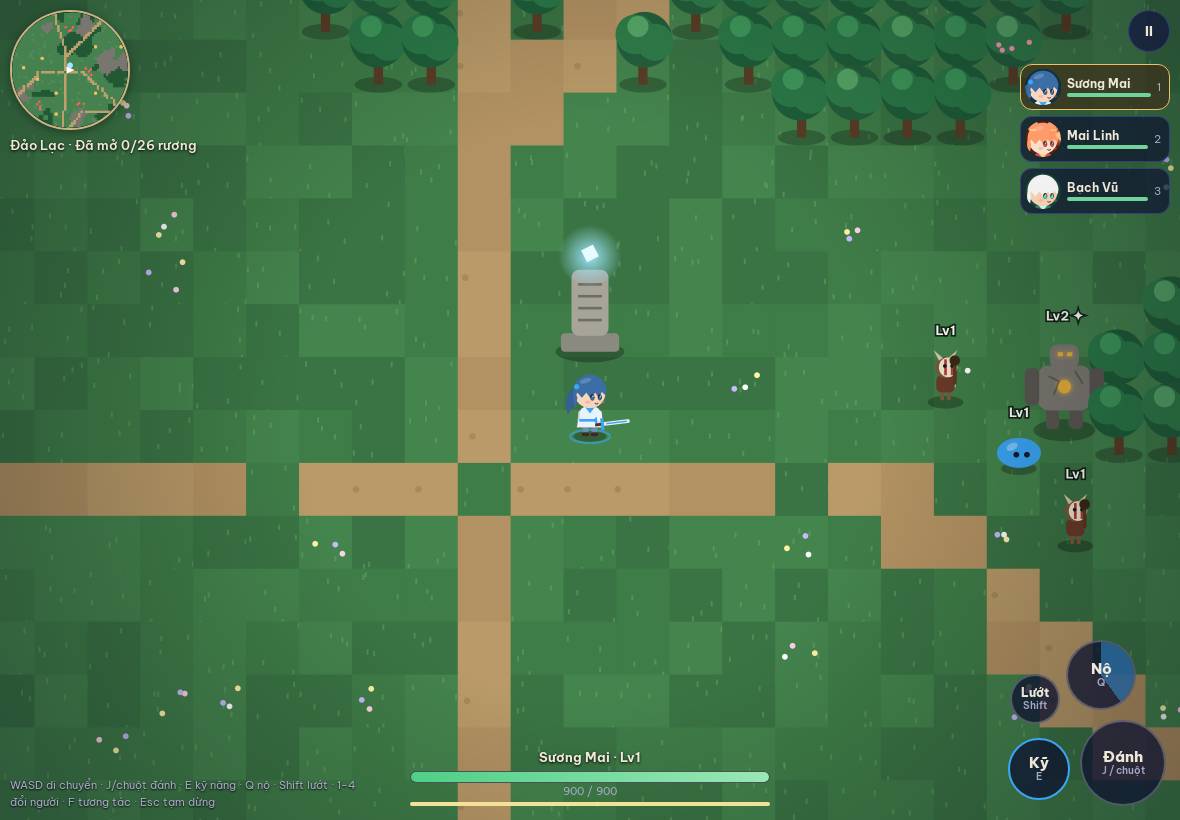 Đảo Lạc · Đã mở 0/26 rương
Sương Mai 1
Mai Linh 2
Bạch Vũ 3
Lv1
Lv2
Lv1
Lv1
Nộ
Q
Lướt
Shift
Kỹ
E
Đánh
J / chuột
Sương Mai · Lv1
900 / 900
WASD di chuyển · J/chuột đánh · E kỹ năng · Q nộ · Shift lướt · 1-4
đổi người · F tương tác · Esc tạm dừng